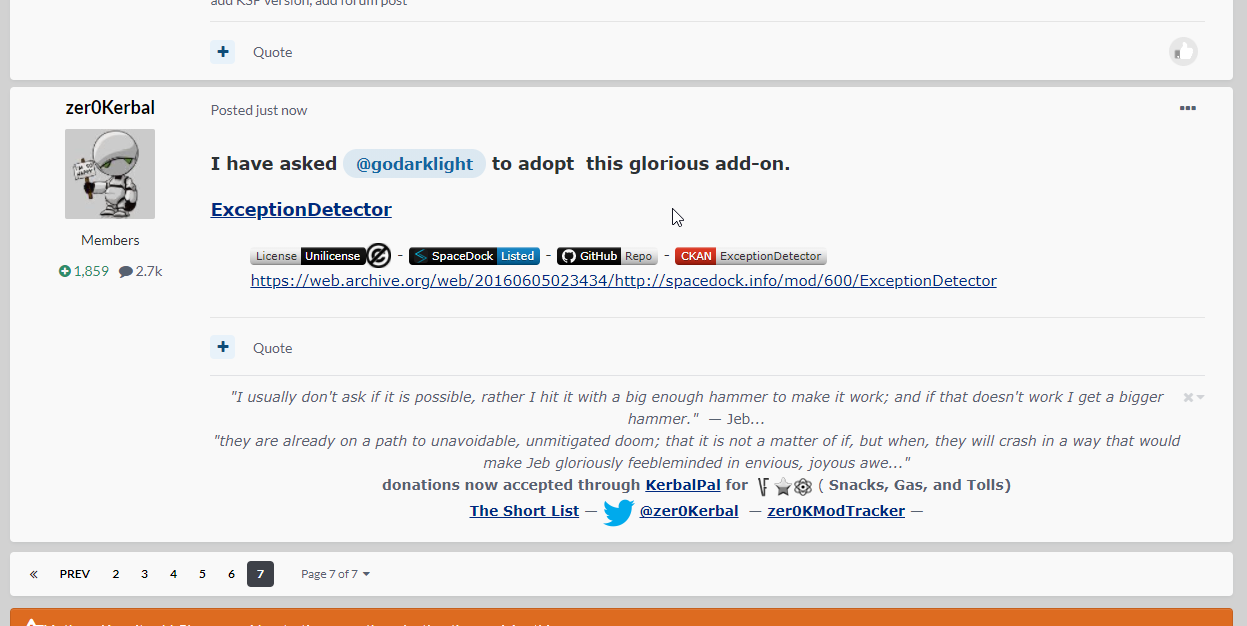 add KSP version, add forum post
Quote
zer0Kerbal
Posted just now
I have asked @godarklight to adopt this glorious add-on.
ExceptionDetector
Members
License Unilicense - SpaceDock Listed - GitHub Repo - CKAN ExceptionDetector
1,859 2.7k
https://web.archive.org/web/20160605023434/http://spacedock.info/mod/600/ExceptionDetector
Quote
"I usually don't ask if it is possible, rather I hit it with a big enough hammer to make it work; and if that doesn't work I get a bigger
hammer." — Jeb...
"they are already on a path to unavoidable, unmitigated doom; that it is not a matter of if, but when, they will crash in a way that would
make Jeb gloriously feebleminded in envious, joyous awe..."
donations now accepted through KerbalPal for ( Snacks, Gas, and Tolls)
The Short List — @zer0Kerbal — zer0KModTracker —
« PREV 2 3 4 5 6 7 Page 7 of 7